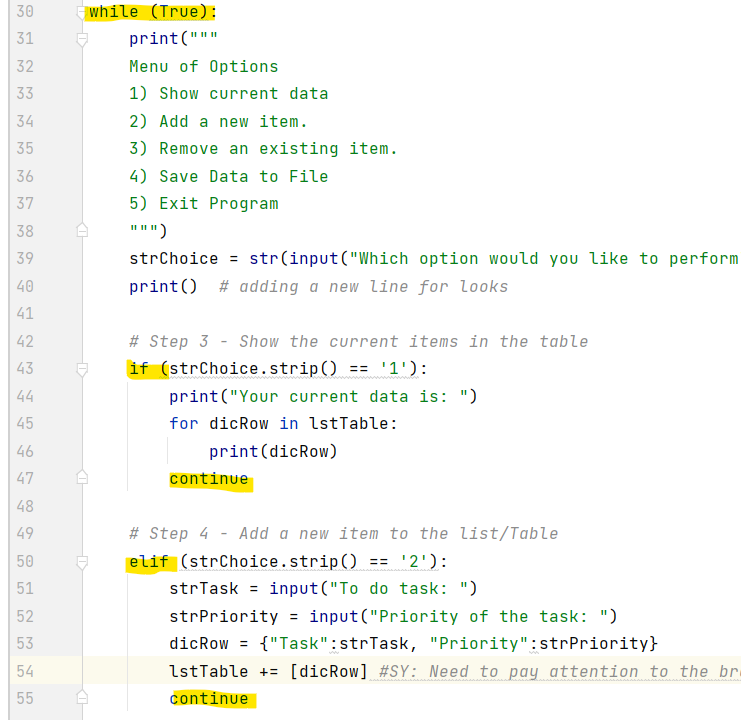 30 while (True):
31 print("""
32 Menu of Options
33 1) Show current data
34 2) Add a new item.
35 3) Remove an existing item.
36 4) Save Data to File
37 5) Exit Program
38 """)
39 strChoice = str(input("Which option would you like to perform
40 print()  # adding a new line for looks
41
42 # Step 3 - Show the current items in the table
43 if (strChoice.strip() == '1'):
44 print("Your current data is: ")
45 for dicRow in lstTable:
46 print(dicRow)
47 continue
48
49 # Step 4 - Add a new item to the list/Table
50 elif (strChoice.strip() == '2'):
51 strTask = input("To do task: ")
52 strPriority = input("Priority of the task: ")
53 dicRow = {"Task":strTask, "Priority":strPriority}
54 lstTable += [dicRow] #SY: Need to pay attention to the
55 continue